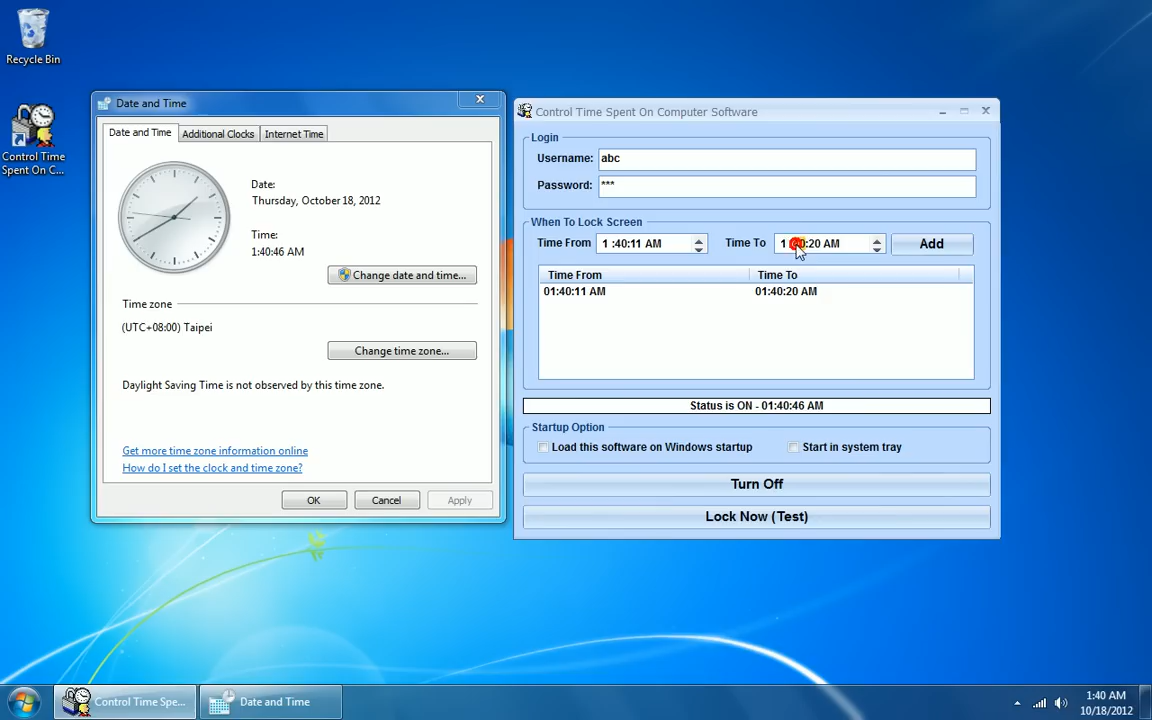 Recycle Bin
Control Time
Spent On C...
Date and Time
Date and Time
Additional Clocks
Internet Time
Date:
Thursday, October 18, 2012
Time:
1:40:46 AM
Change date and time...
Time zone
(UTC+08:00) Taipei
Change time zone...
Daylight Saving Time is not observed by this time zone.
Get more time zone information online
How do I set the clock and time zone?
OK
Cancel
Apply
Control Time Spent On Computer Software
Login
Username:
abc
Password:
***
When To Lock Screen
Time From
1 :40:11 AM
Time To
:20 AM
Add
Time From
Time To
01:40:11 AM
01:40:20 AM
Status is ON - 01:40:46 AM
Startup Option
Load this software on Windows startup
Start in system tray
Turn Off
Lock Now (Test)
Control Time Spe...
Date and Time
1:40 AM
10/18/2012